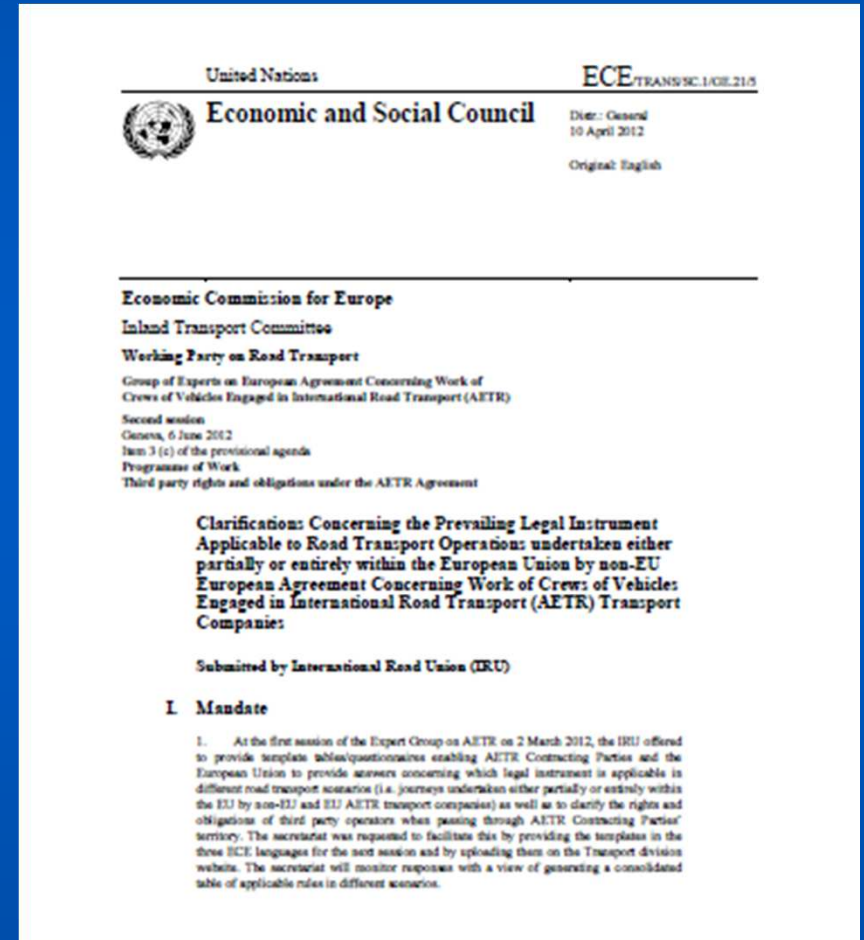 United Nations
ECE/TRANS/SC.1/GE.21/5
Economic and Social Council
Distr.: General
10 April 2012
Original: English
Economic Commission for Europe
Inland Transport Committee
Working Party on Road Transport
Group of Experts on European Agreement Concerning Work of
Crews of Vehicles Engaged in International Road Transport (AETR)
Second session
Geneva, 6 June 2012
Item 3 (c) of the provisional agenda
Programme of Work
Third party rights and obligations under the AETR Agreement
Clarifications Concerning the Prevailing Legal Instrument
Applicable to Road Transport Operations undertaken either
partially or entirely within the European Union by non-EU
European Agreement Concerning Work of Crews of Vehicles
Engaged in International Road Transport (AETR) Transport
Companies
Submitted by International Road Union (IRU)
I. Mandate
1. At the first session of the Expert Group on AETR on 2 March 2012, the IRU offered
to provide template tables/questionnaires enabling AETR Contracting Parties and the
European Union to provide answers concerning which legal instrument is applicable in
different road transport scenarios (i.e. journeys undertaken either partially or entirely within
the EU by non-EU and EU AETR transport companies) as well as to clarify the rights and
obligations of third party operators when passing through AETR Contracting Parties'
territory. The secretariat was requested to facilitate this by providing the templates in the
three ECE languages for the next session and by uploading them on the Transport division
website. The secretariat will monitor responses with a view of generating a consolidated
table of applicable rules in different scenarios.